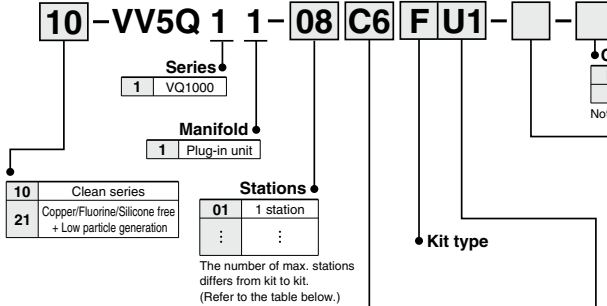 10 -VV5Q 1 1 - 08 C6 F U1 - -
Series
1 VQ1000
Manifold
1 Plug-in unit
10 Clean series
21 Copper/Fluorine/Silicone free
+ Low particle generation
Stations
01 1 station
⋮ ⋮
The number of max. stations
differs from kit to kit.
(Refer to the table below.)
Kit type